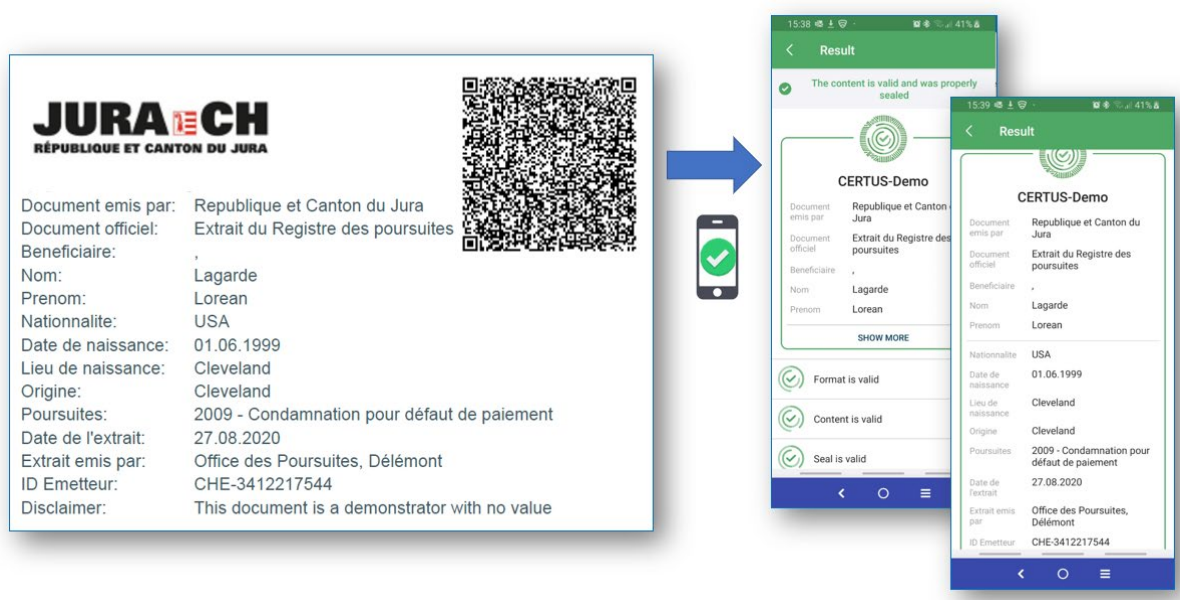 JURA CH
RÉPUBLIQUE ET CANTON DU JURA
Document emis par: Republique et Canton du Jura
Document officiel: Extrait du Registre des poursuites
Beneficiaire: ,
Nom: Lagarde
Prenom: Lorean
Nationnalite: USA
Date de naissance: 01.06.1999
Lieu de naissance: Cleveland
Origine: Cleveland
Poursuites: 2009 - Condamnation pour défaut de paiement
Date de l'extrait: 27.08.2020
Extrait emis par: Office des Poursuites, Délémont
ID Emetteur: CHE-3412217544
Disclaimer: This document is a demonstrator with no value
15:38 41%
Result
The content is valid and was properly
sealed
CERTUS-Demo
Document Republique et Canton
emis par Jura
Document Extrait du Registre des
officiel poursuites
Beneficiaire ,
Nom Lagarde
Prenom Lorean
SHOW MORE
Format is valid
Content is valid
Seal is valid
15:39 41%
Result
CERTUS-Demo
Document Republique et Canton du
emis par Jura
Document Extrait du Registre des
officiel poursuites
Beneficiaire ,
Nom Lagarde
Prenom Lorean
Nationnalite USA
Date de 01.06.1999
naissance
Lieu de Cleveland
naissance
Origine Cleveland
Poursuites 2009 - Condamnation pour
défaut de paiement
Date de 27.08.2020
l'extrait
Extrait emis Office des Poursuites,
par Délémont
ID Emetteur CHE-3412217544